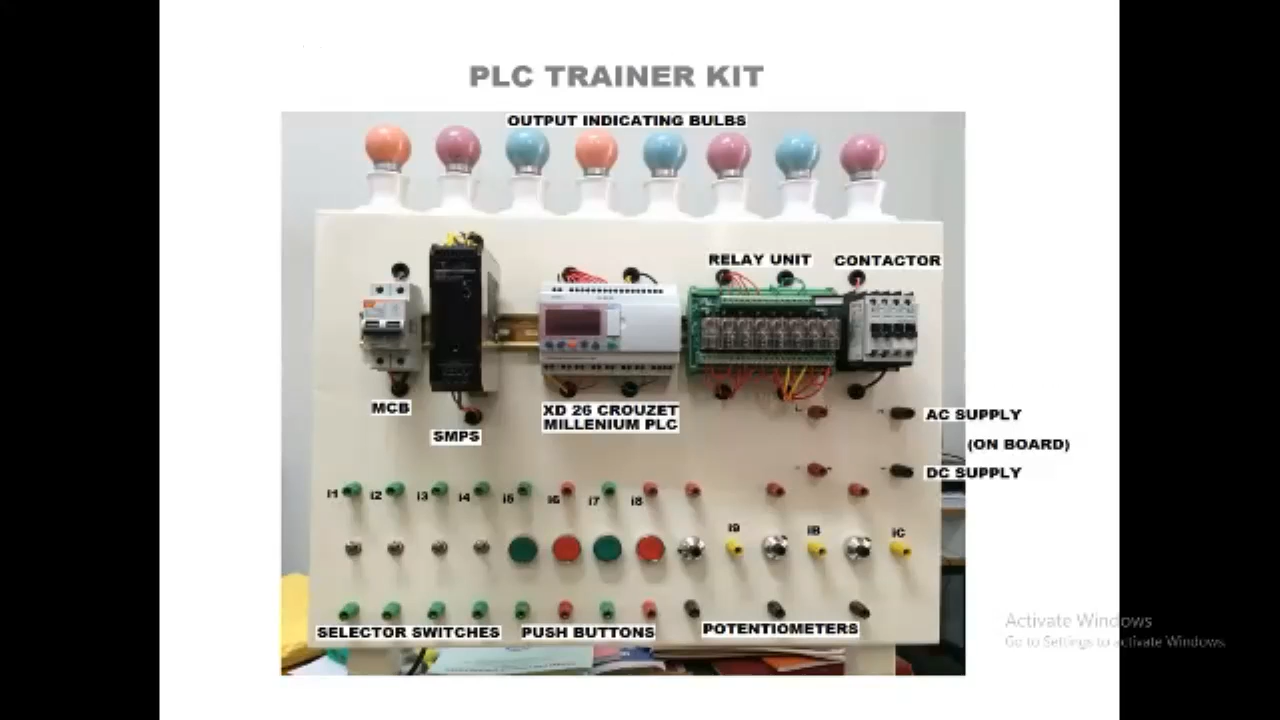 PLC TRAINER KIT
OUTPUT INDICATING BULBS
RELAY UNIT
CONTACTOR
MCB
XD 26 CROUZET
MILLENIUM PLC
SMPS
AC SUPPLY
(ON BOARD)
DC SUPPLY
i1
i2
i3
i4
i5
i6
i7
i8
i9
iB
iC
SELECTOR SWITCHES
PUSH BUTTONS
POTENTIOMETERS
Activate Windows
Go to Settings to activate Windows.